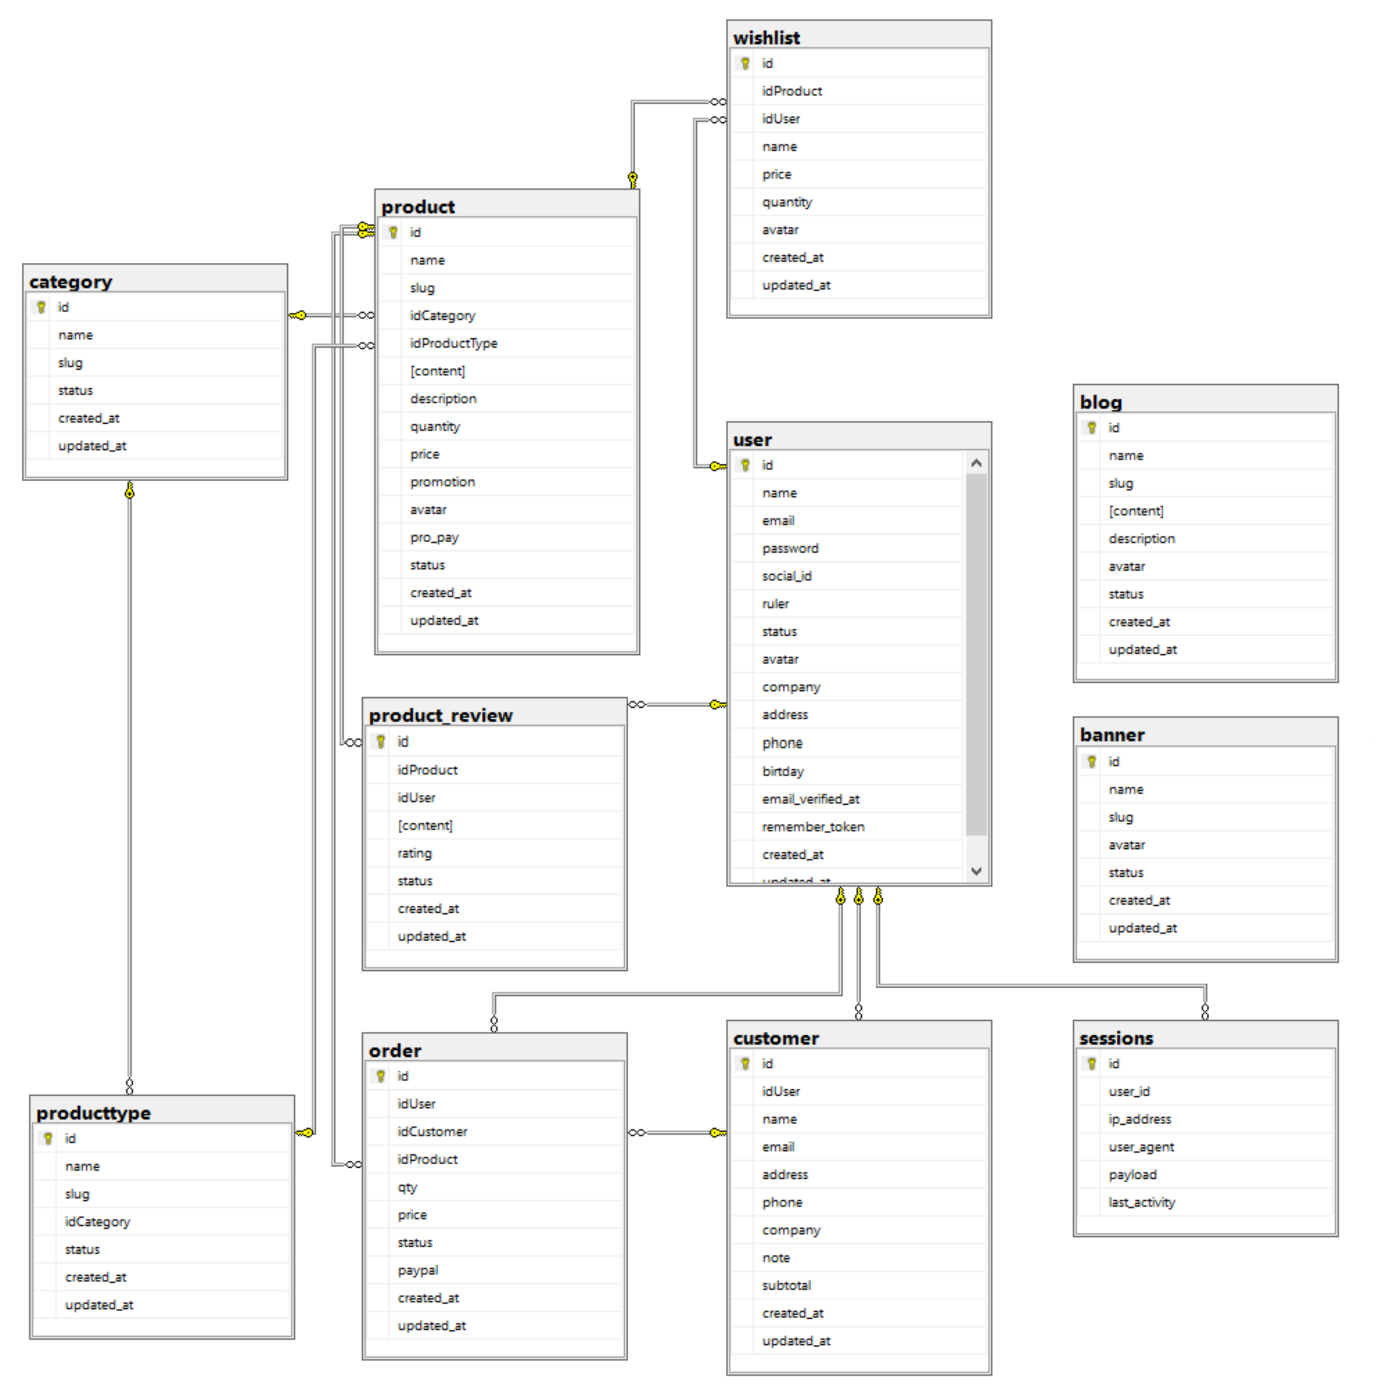 wishlist
id
idProduct
idUser
name
price
quantity
avatar
created_at
updated_at
product
id
name
slug
idCategory
idProductType
[content]
description
quantity
price
promotion
avatar
pro_pay
status
created_at
updated_at
category
id
name
slug
status
created_at
updated_at
user
id
name
email
password
social_id
ruler
status
avatar
company
address
phone
birtday
email_verified_at
remember_token
created_at
updated_at
blog
id
name
slug
[content]
description
avatar
status
created_at
updated_at
product_review
id
idProduct
idUser
[content]
rating
status
created_at
updated_at
banner
id
name
slug
avatar
status
created_at
updated_at
order
id
idUser
idCustomer
idProduct
qty
price
status
paypal
created_at
updated_at
customer
id
idUser
name
email
address
phone
company
note
subtotal
created_at
updated_at
sessions
id
user_id
ip_address
user_agent
payload
last_activity
producttype
id
name
slug
idCategory
status
created_at
updated_at